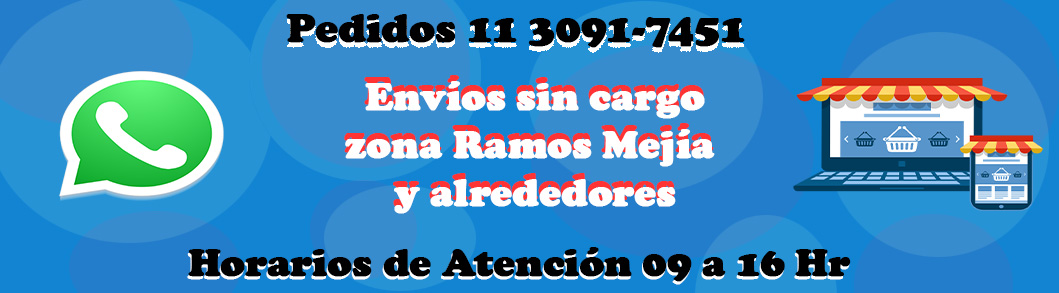 Pedidos 11 3091-7451
Envíos sin cargo
zona Ramos Mejía
y alrededores
Horarios de Atención 09 a 16 Hr